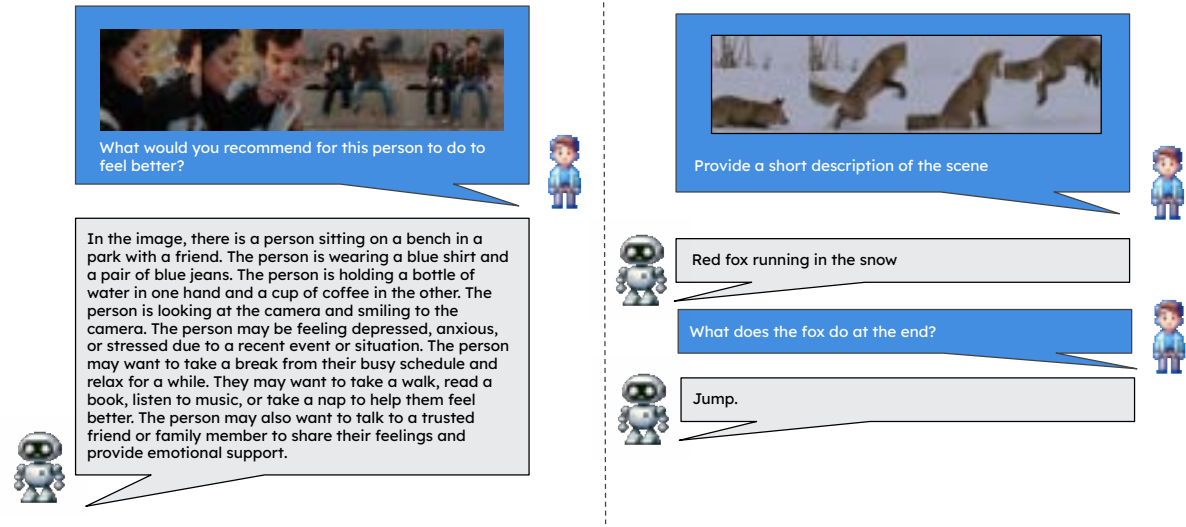 What would you recommend for this person to do to
feel better?
In the image, there is a person sitting on a bench in a
park with a friend. The person is wearing a blue shirt and
a pair of blue jeans. The person is holding a bottle of
water in one hand and a cup of coffee in the other. The
person is looking at the camera and smiling to the
camera. The person may be feeling depressed, anxious,
or stressed due to a recent event or situation. The person
may want to take a break from their busy schedule and
relax for a while. They may want to take a walk, read a
book, listen to music, or take a nap to help them feel
better. The person may also want to talk to a trusted
friend or family member to share their feelings and
provide emotional support.
Provide a short description of the scene
Red fox running in the snow
What does the fox do at the end?
Jump.